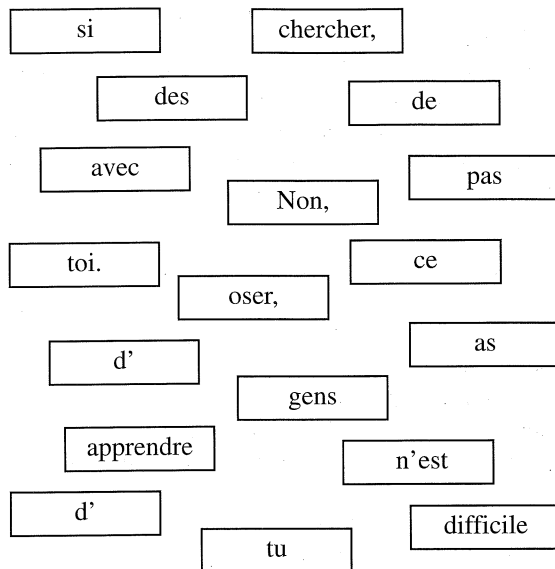 si
chercher,
des
de
avec
pas
Non,
toi.
ce
oser,
as
d'
gens
apprendre
n'est
d'
difficile
tu